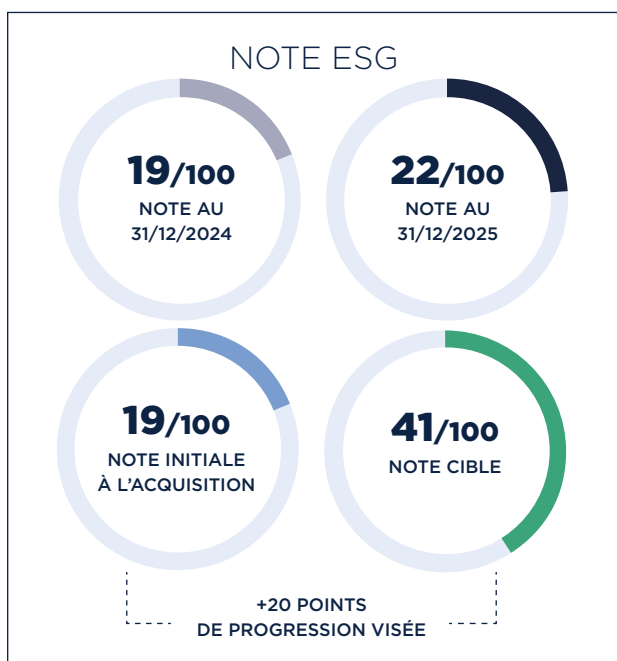 NOTE ESG
19/100
NOTE AU
31/12/2024
22/100
NOTE AU
31/12/2025
19/100
NOTE INITIALE
À L'ACQUISITION
41/100
NOTE CIBLE
+20 POINTS
DE PROGRESSION VISÉE